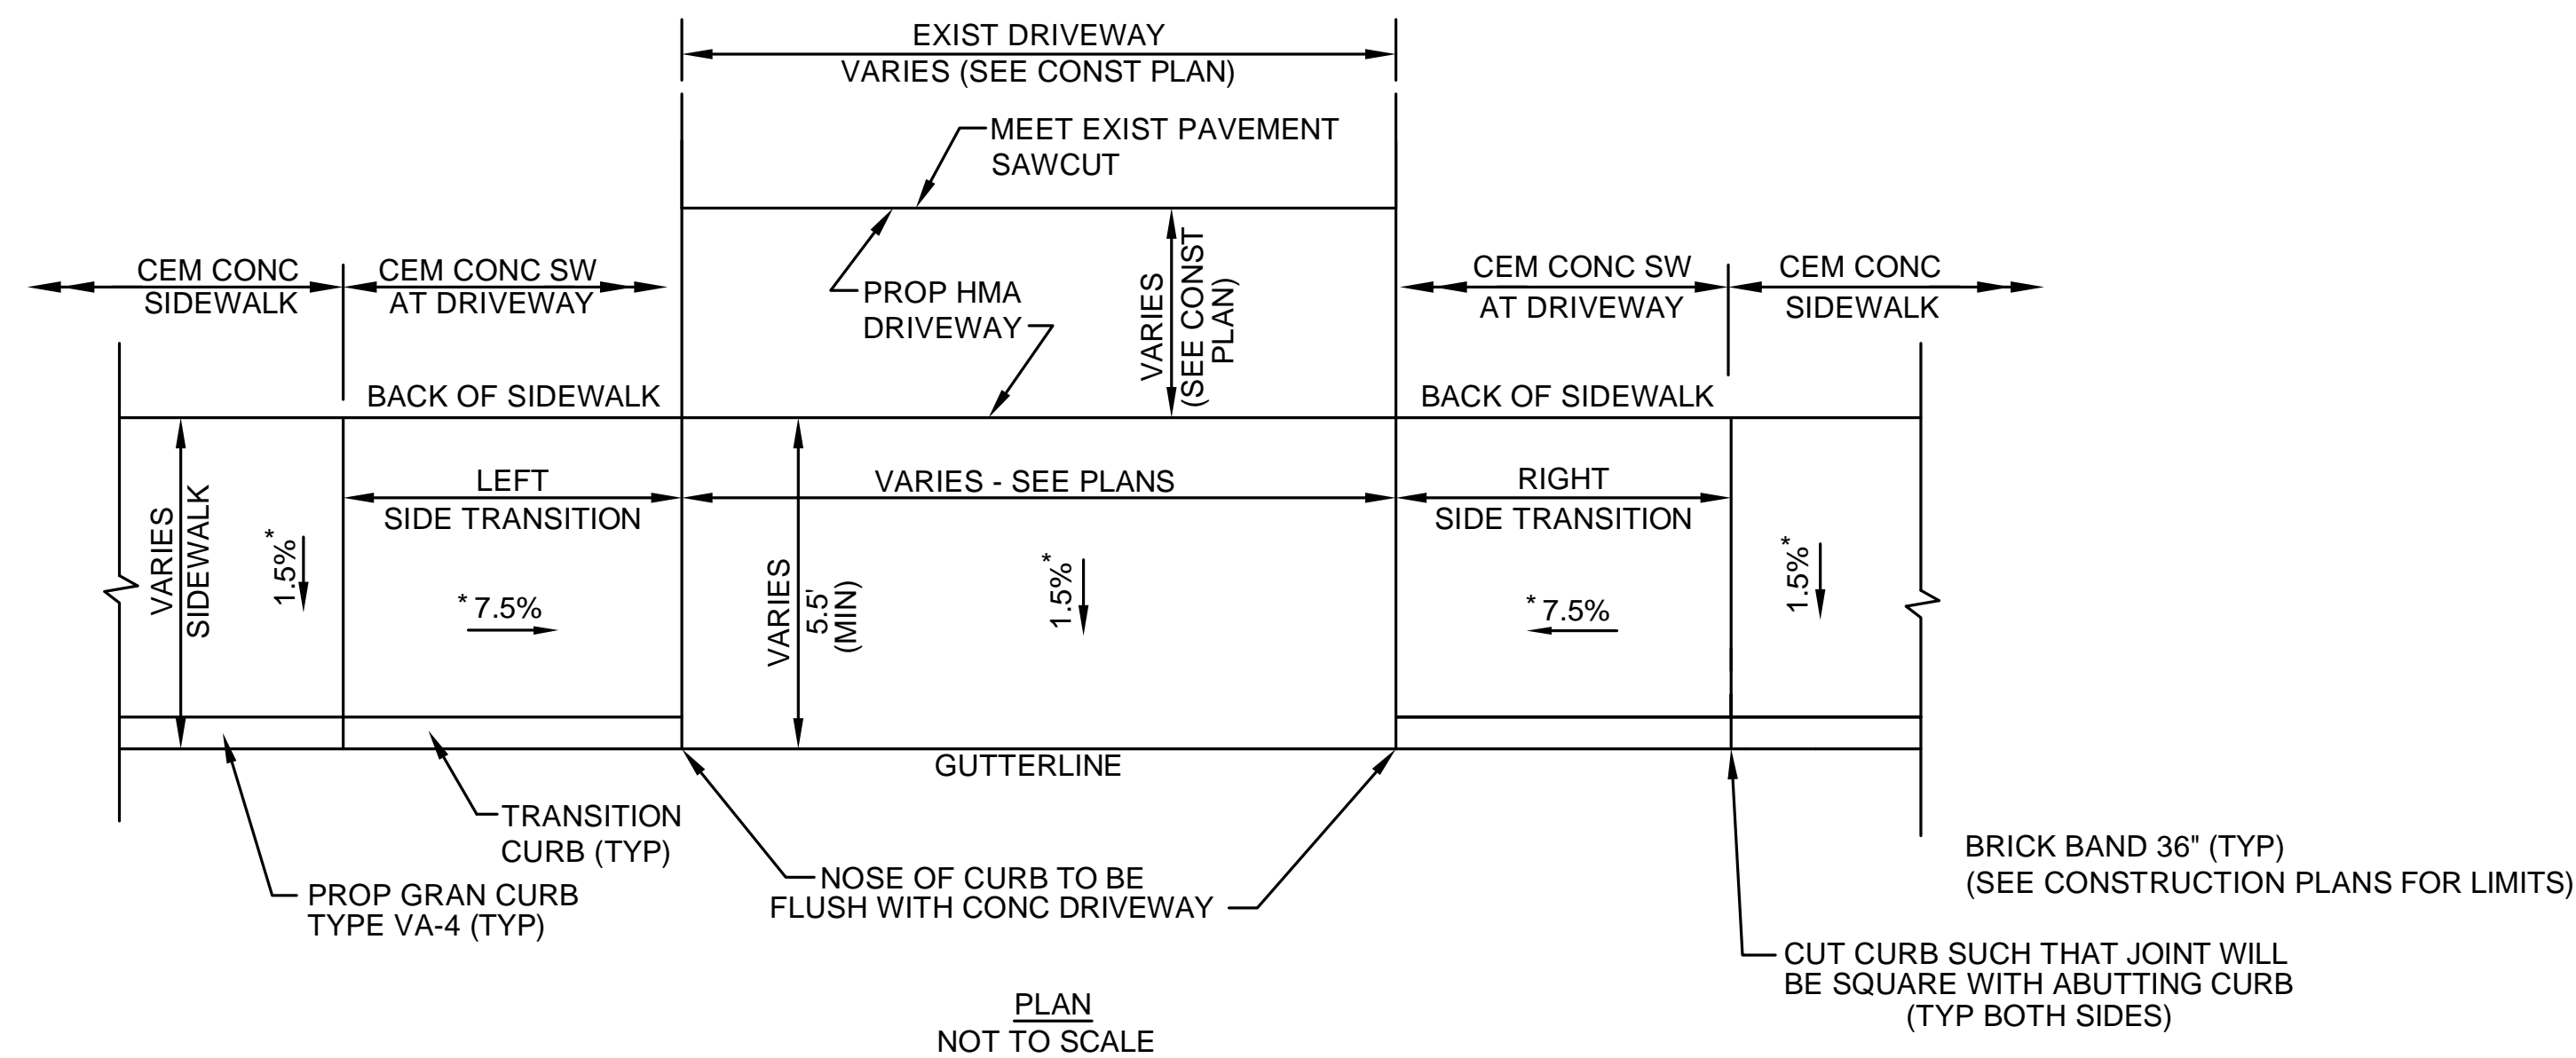 EXIST DRIVEWAY
VARIES (SEE CONST PLAN)
MEET EXIST PAVEMENT
SAWCUT
CEM CONC
SIDEWALK
CEM CONC SW
AT DRIVEWAY
PROP HMA
DRIVEWAY
VARIES
(SEE CONST
PLAN)
CEM CONC SW
AT DRIVEWAY
CEM CONC
SIDEWALK
BACK OF SIDEWALK
BACK OF SIDEWALK
VARIES
SIDEWALK
1.5%*
LEFT
SIDE TRANSITION
* 7.5%
VARIES - SEE PLANS
VARIES
5.5'
(MIN)
1.5%*
RIGHT
SIDE TRANSITION
* 7.5%
1.5%*
GUTTERLINE
TRANSITION
CURB (TYP)
PROP GRAN CURB
TYPE VA-4 (TYP)
NOSE OF CURB TO BE
FLUSH WITH CONC DRIVEWAY
BRICK BAND 36" (TYP)
(SEE CONSTRUCTION PLANS FOR LIMITS)
CUT CURB SUCH THAT JOINT WILL
BE SQUARE WITH ABUTTING CURB
(TYP BOTH SIDES)
PLAN
NOT TO SCALE